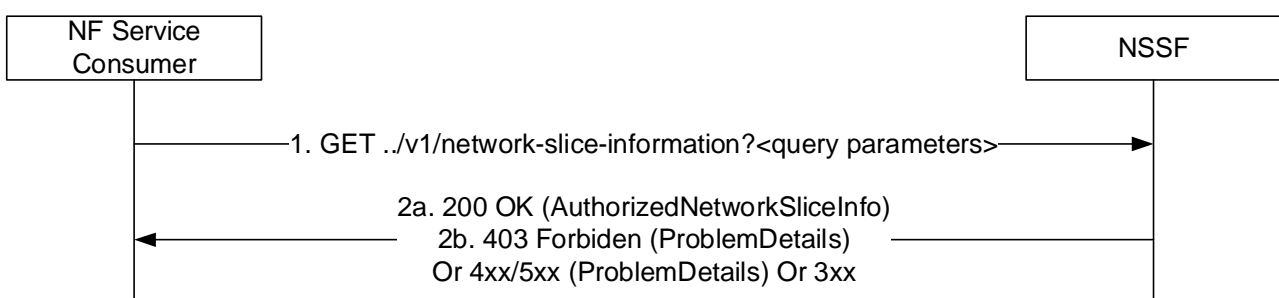 NF Service
Consumer
NSSF
1. GET ../v1/network-slice-information?<query parameters>
2a. 200 OK (AuthorizedNetworkSliceInfo)
2b. 403 Forbiden (ProblemDetails)
Or 4xx/5xx (ProblemDetails) Or 3xx